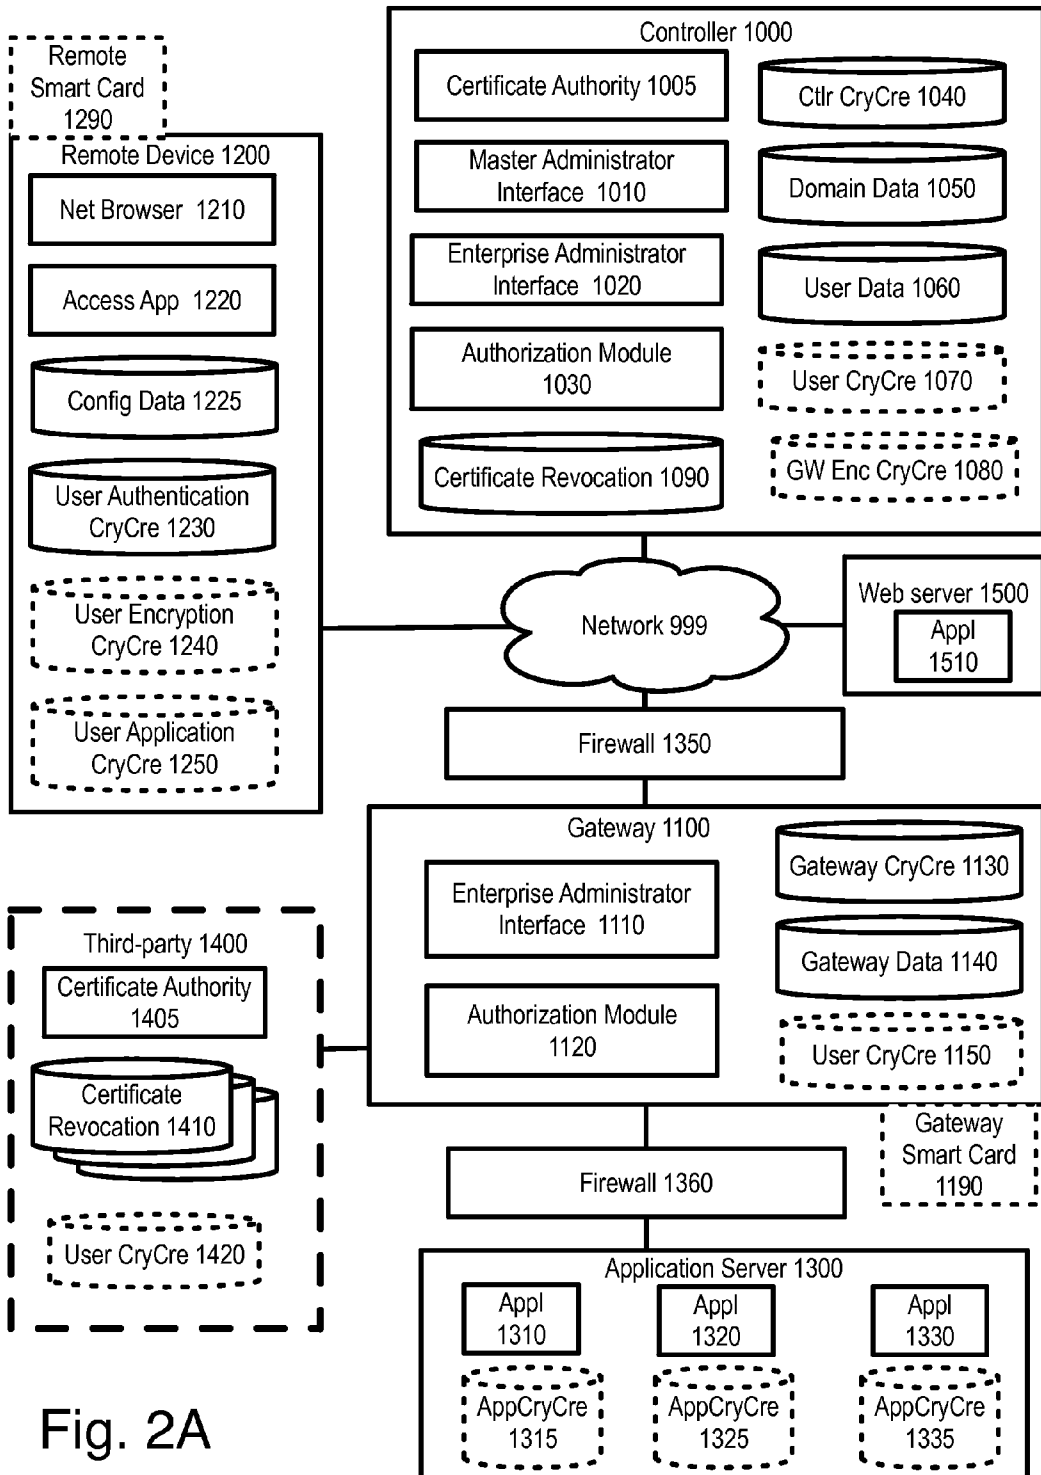 Remote
Smart Card
1290
Remote Device 1200
Net Browser 1210
Access App 1220
Config Data 1225
User Authentication
CryCre 1230
User Encryption
CryCre 1240
User Application
CryCre 1250
Controller 1000
Certificate Authority 1005
Master Administrator
Interface 1010
Enterprise Administrator
Interface 1020
Authorization Module
1030
Certificate Revocation 1090
Ctlr CryCre 1040
Domain Data 1050
User Data 1060
User CryCre 1070
GW Enc CryCre 1080
Network 999
Web server 1500
Appl
1510
Firewall 1350
Gateway 1100
Enterprise Administrator
Interface 1110
Authorization Module
1120
Gateway CryCre 1130
Gateway Data 1140
User CryCre 1150
Gateway
Smart Card
1190
Third-party 1400
Certificate Authority
1405
Certificate
Revocation 1410
User CryCre 1420
Firewall 1360
Application Server 1300
Appl
1310
Appl
1320
Appl
1330
AppCryCre
1315
AppCryCre
1325
AppCryCre
1335
Fig. 2A